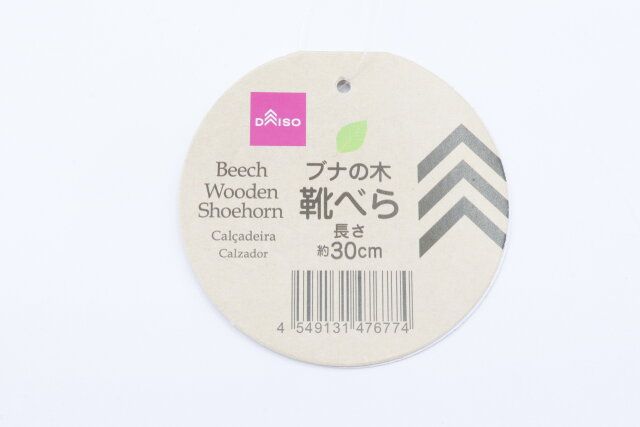 DAISO
Beech
Wooden
Shoehorn
Calçadeira
Calzador
ブナの木
靴べら
長さ
約30cm
4 549131 476774